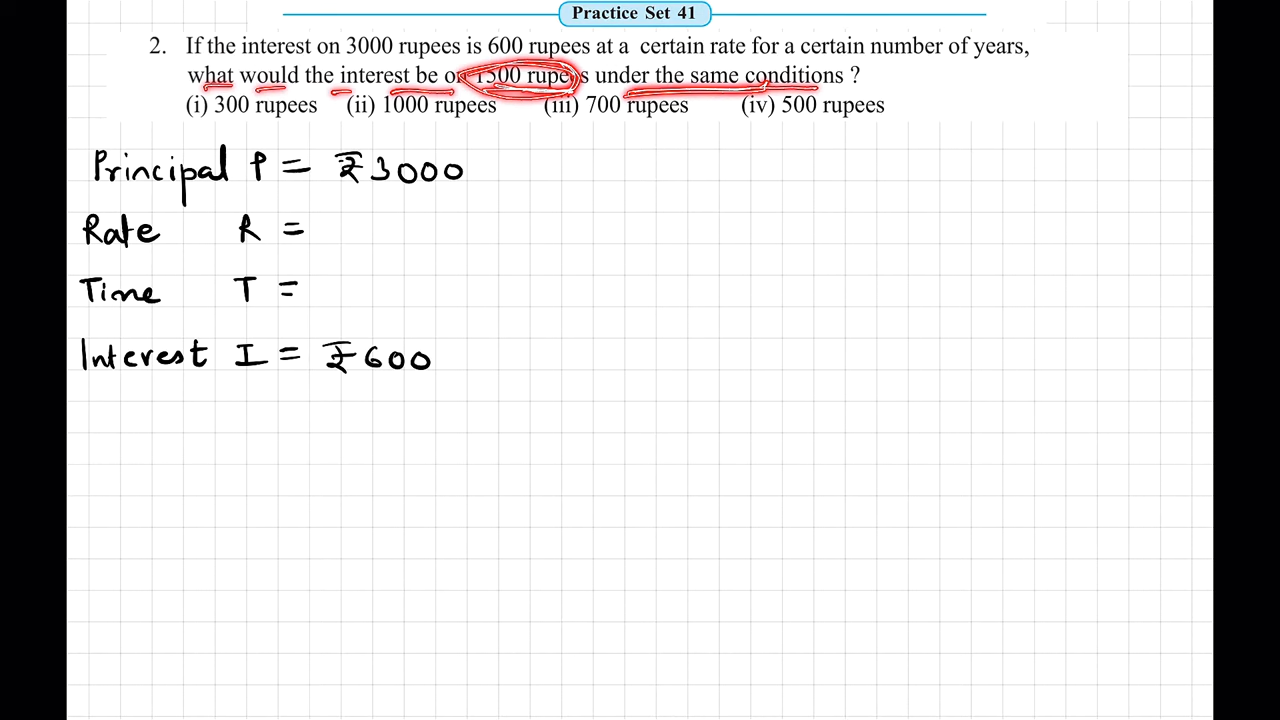 Practice Set 41
2. If the interest on 3000 rupees is 600 rupees at a certain rate for a certain number of years,
what would the interest be on 1500 rupees under the same conditions ?
(i) 300 rupees (ii) 1000 rupees (iii) 700 rupees (iv) 500 rupees
Principal P = ₹3000
Rate R =
Time T =
Interest I = ₹600